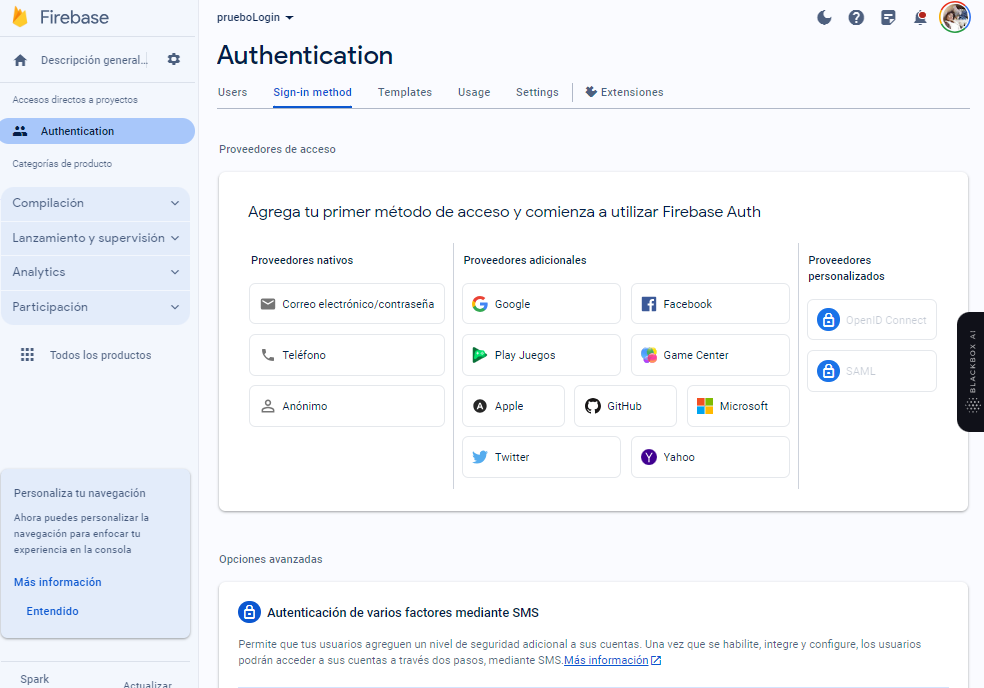 Firebase
Descripción general...
Accesos directos a proyectos
Authentication
Categorías de producto
Compilación
Lanzamiento y supervisión
Analytics
Participación
Todos los productos
Personaliza tu navegación
Ahora puedes personalizar la
navegación para enfocar tu
experiencia en la consola
Más información
Entendido
Spark
Actualizar
prueboLogin
Authentication
Users
Sign-in method
Templates
Usage
Settings
Extensiones
Proveedores de acceso
Agrega tu primer método de acceso y comienza a utilizar Firebase Auth
Proveedores nativos
Correo electrónico/contraseña
Teléfono
Anónimo
Proveedores adicionales
Google
Facebook
Play Juegos
Game Center
Apple
GitHub
Microsoft
Twitter
Yahoo
Proveedores
personalizados
OpenID Connect
SAML
Opciones avanzadas
Autenticación de varios factores mediante SMS
Permite que tus usuarios agreguen un nivel de seguridad adicional a sus cuentas. Una vez que se habilite, integre y configure, los usuarios
podrán acceder a sus cuentas a través dos pasos, mediante SMS.Más información
BLACKBOX AI